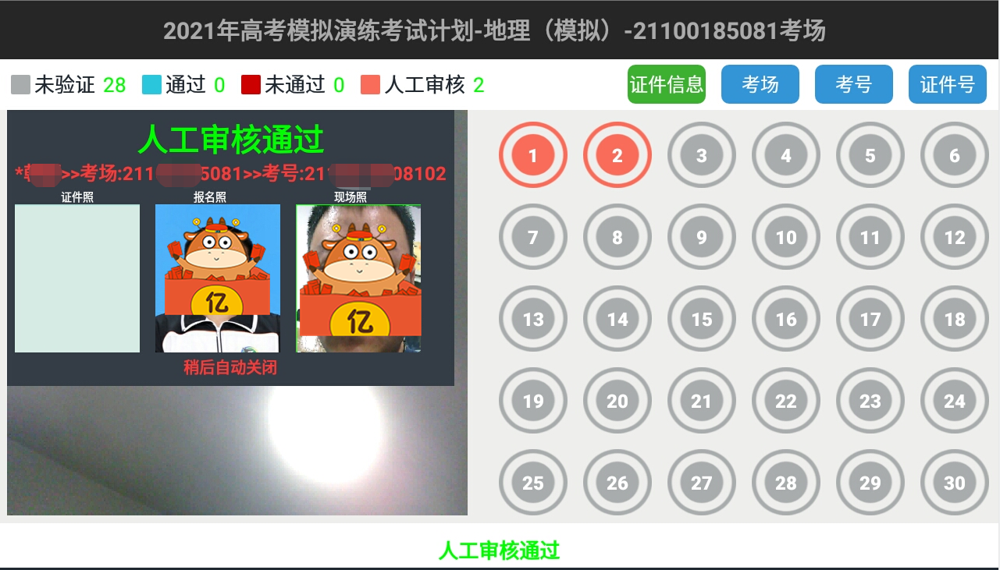 2021年高考模拟演练考试计划-地理（模拟）-21100185081考场
未验证 28 通过 0 未通过 0 人工审核 2 证件信息 考场 考号 证件号
人工审核通过
* >>考场:211 5081>>考号:21 08102
证件照 报名照 现场照
亿 亿
稍后自动关闭
1 2 3 4 5 6
7 8 9 10 11 12
13 14 15 16 17 18
19 20 21 22 23 24
25 26 27 28 29 30
人工审核通过